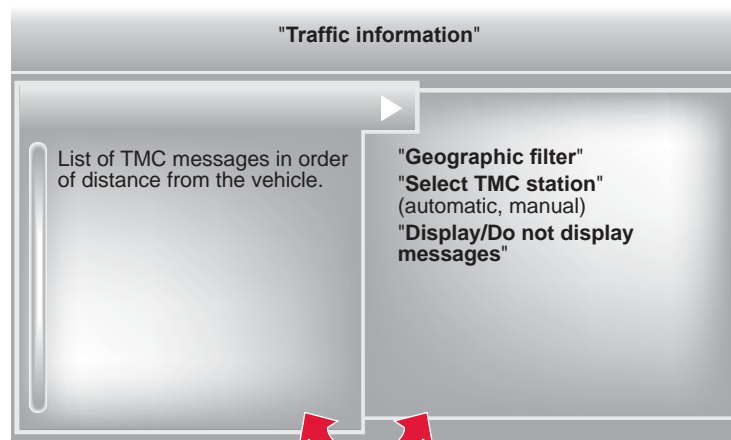 "Traffic information"
List of TMC messages in order
of distance from the vehicle.
"Geographic filter"
"Select TMC station"
(automatic, manual)
"Display/Do not display
messages"